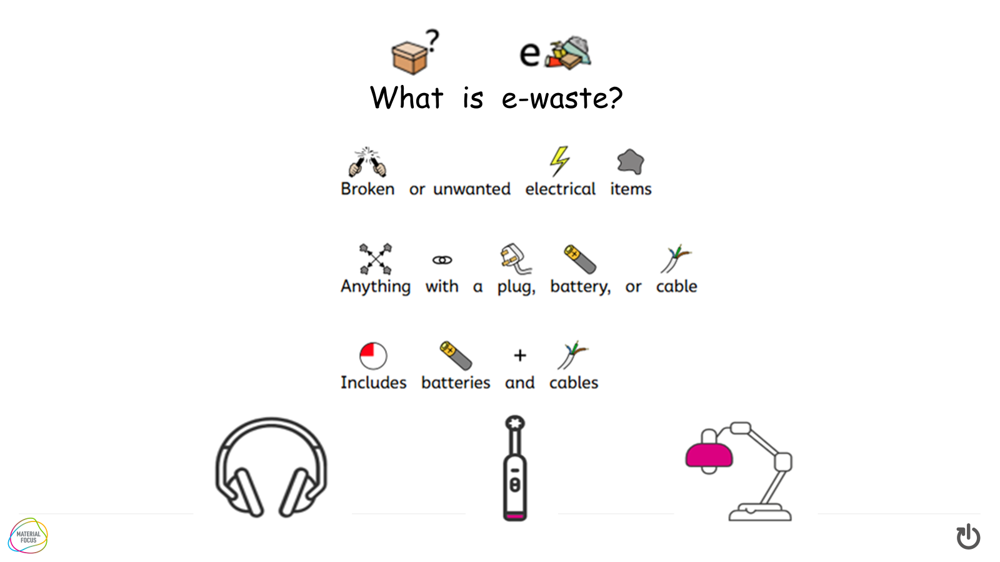 ? e
What is e-waste?
Broken or unwanted electrical items
Anything with a plug, battery, or cable
+
Includes batteries and cables
MATERIAL
FOCUS